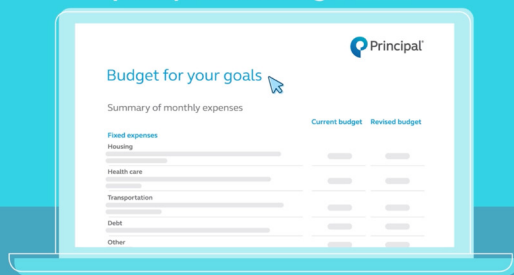 Principal®
Budget for your goals
Summary of monthly expenses
Current budget Revised budget
Fixed expenses
Housing
Health care
Transportation
Debt
Other